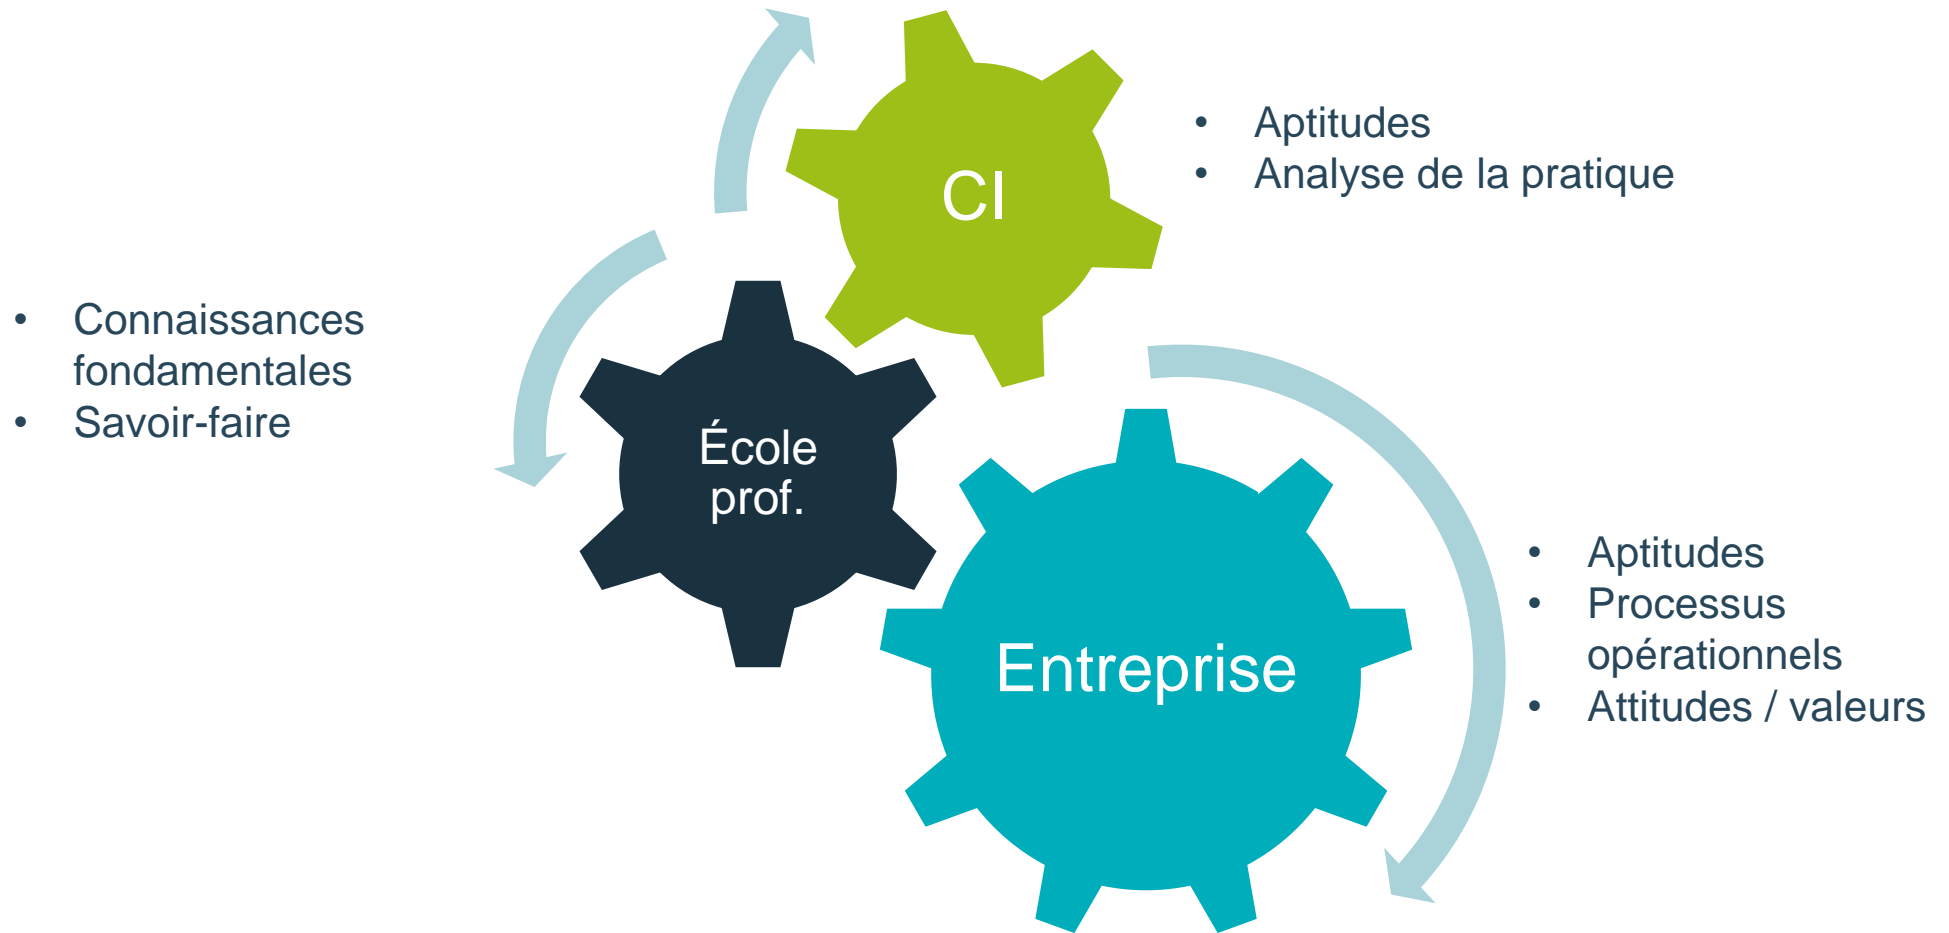 CI
• Aptitudes
• Analyse de la pratique
École
prof.
• Connaissances
fondamentales
• Savoir-faire
Entreprise
• Aptitudes
• Processus
opérationnels
• Attitudes / valeurs